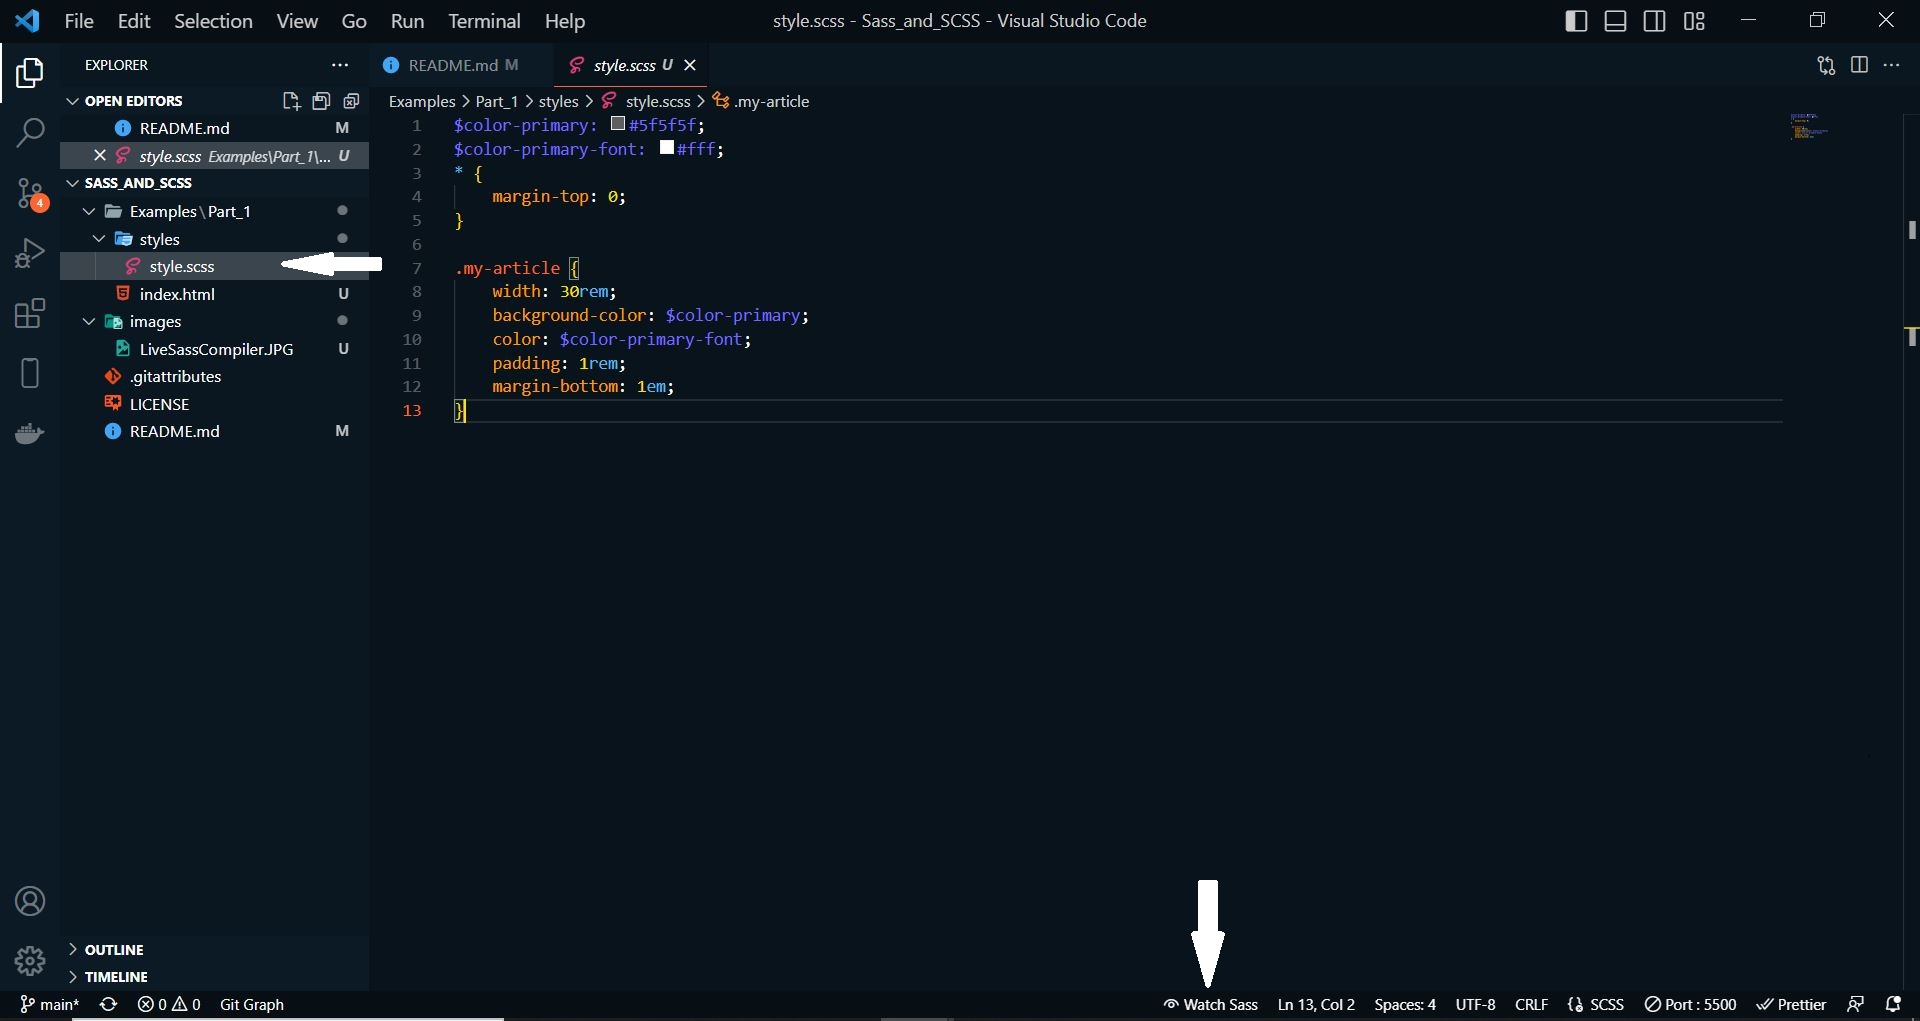 File Edit Selection View Go Run Terminal Help
style.scss - Sass_and_SCSS - Visual Studio Code
EXPLORER
OPEN EDITORS
README.md M
style.scss Examples\Part_1\... U
SASS_AND_SCSS
Examples\Part_1
styles
style.scss
index.html U
images
LiveSassCompiler.JPG U
.gitattributes
LICENSE
README.md M
4
OUTLINE
TIMELINE
README.md M
style.scss U
Examples > Part_1 > styles > style.scss > .my-article
1 $color-primary: #5f5f5f;
2 $color-primary-font: #fff;
3 * {
4 margin-top: 0;
5 }
6
7 .my-article {
8 width: 30rem;
9 background-color: $color-primary;
10 color: $color-primary-font;
11 padding: 1rem;
12 margin-bottom: 1em;
13 }
main* 0 0 Git Graph
Watch Sass Ln 13, Col 2 Spaces: 4 UTF-8 CRLF {} SCSS Port : 5500 Prettier